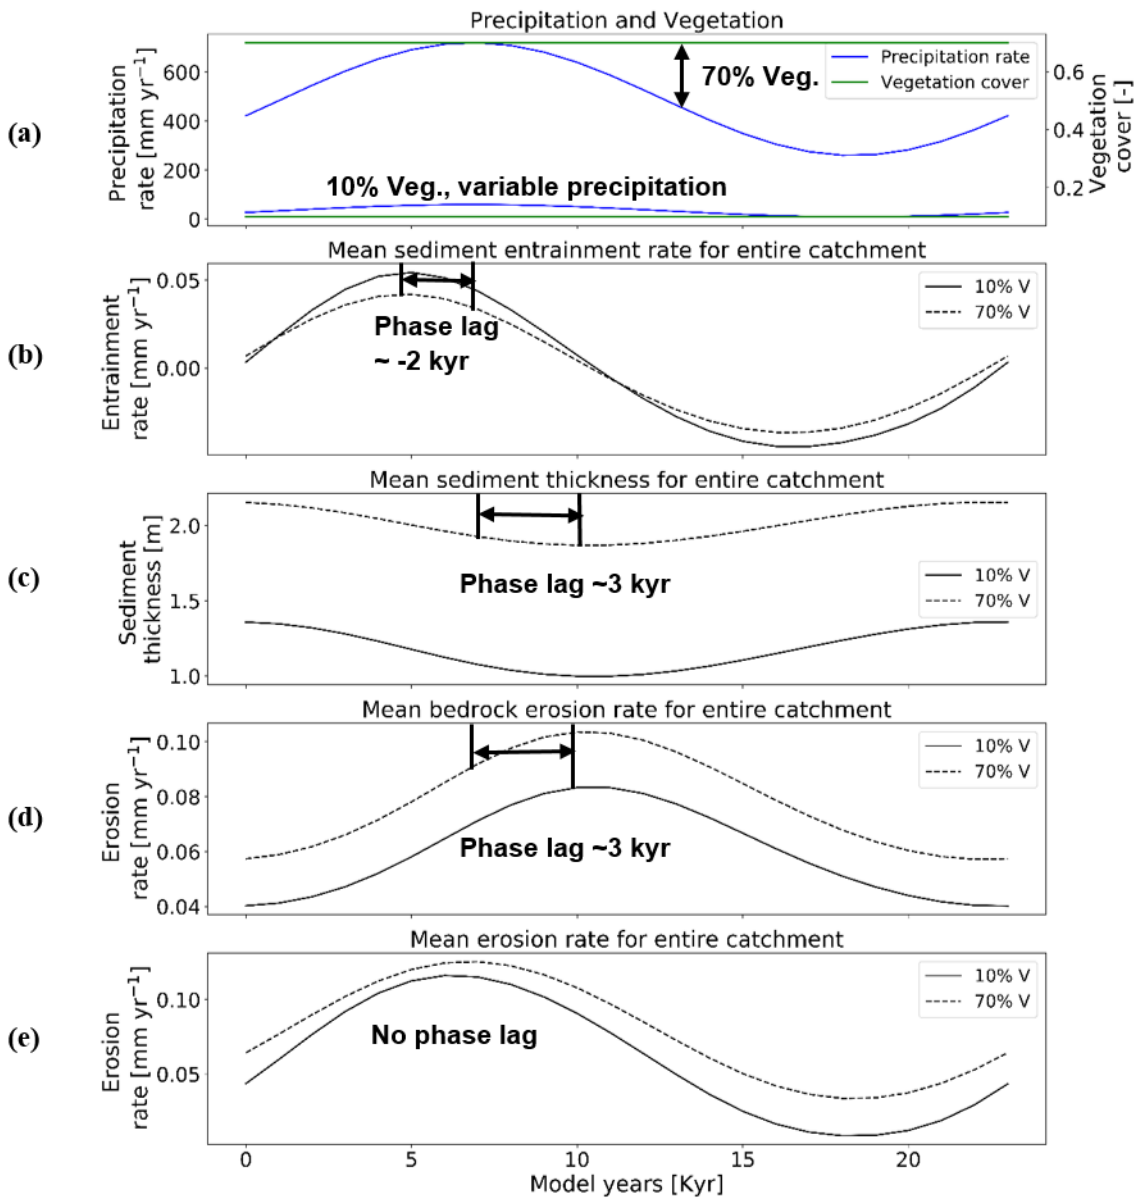 Precipitation and Vegetation
(a)
Precipitation
rate [mm yr⁻¹]
600
400
200
0
Precipitation rate
Vegetation cover
70% Veg.
10% Veg., variable precipitation
0.6
0.4
0.2
Vegetation
cover [-]
Mean sediment entrainment rate for entire catchment
(b)
Entrainment
rate [mm yr⁻¹]
0.05
0.00
10% V
70% V
Phase lag
~ -2 kyr
Mean sediment thickness for entire catchment
(c)
Sediment
thickness [m]
2.0
1.5
1.0
Phase lag ~3 kyr
10% V
70% V
Mean bedrock erosion rate for entire catchment
(d)
Erosion
rate [mm yr⁻¹]
0.10
0.08
0.06
0.04
10% V
70% V
Phase lag ~3 kyr
Mean erosion rate for entire catchment
(e)
Erosion
rate [mm yr⁻¹]
0.10
0.05
10% V
70% V
No phase lag
0 5 10 15 20
Model years [Kyr]